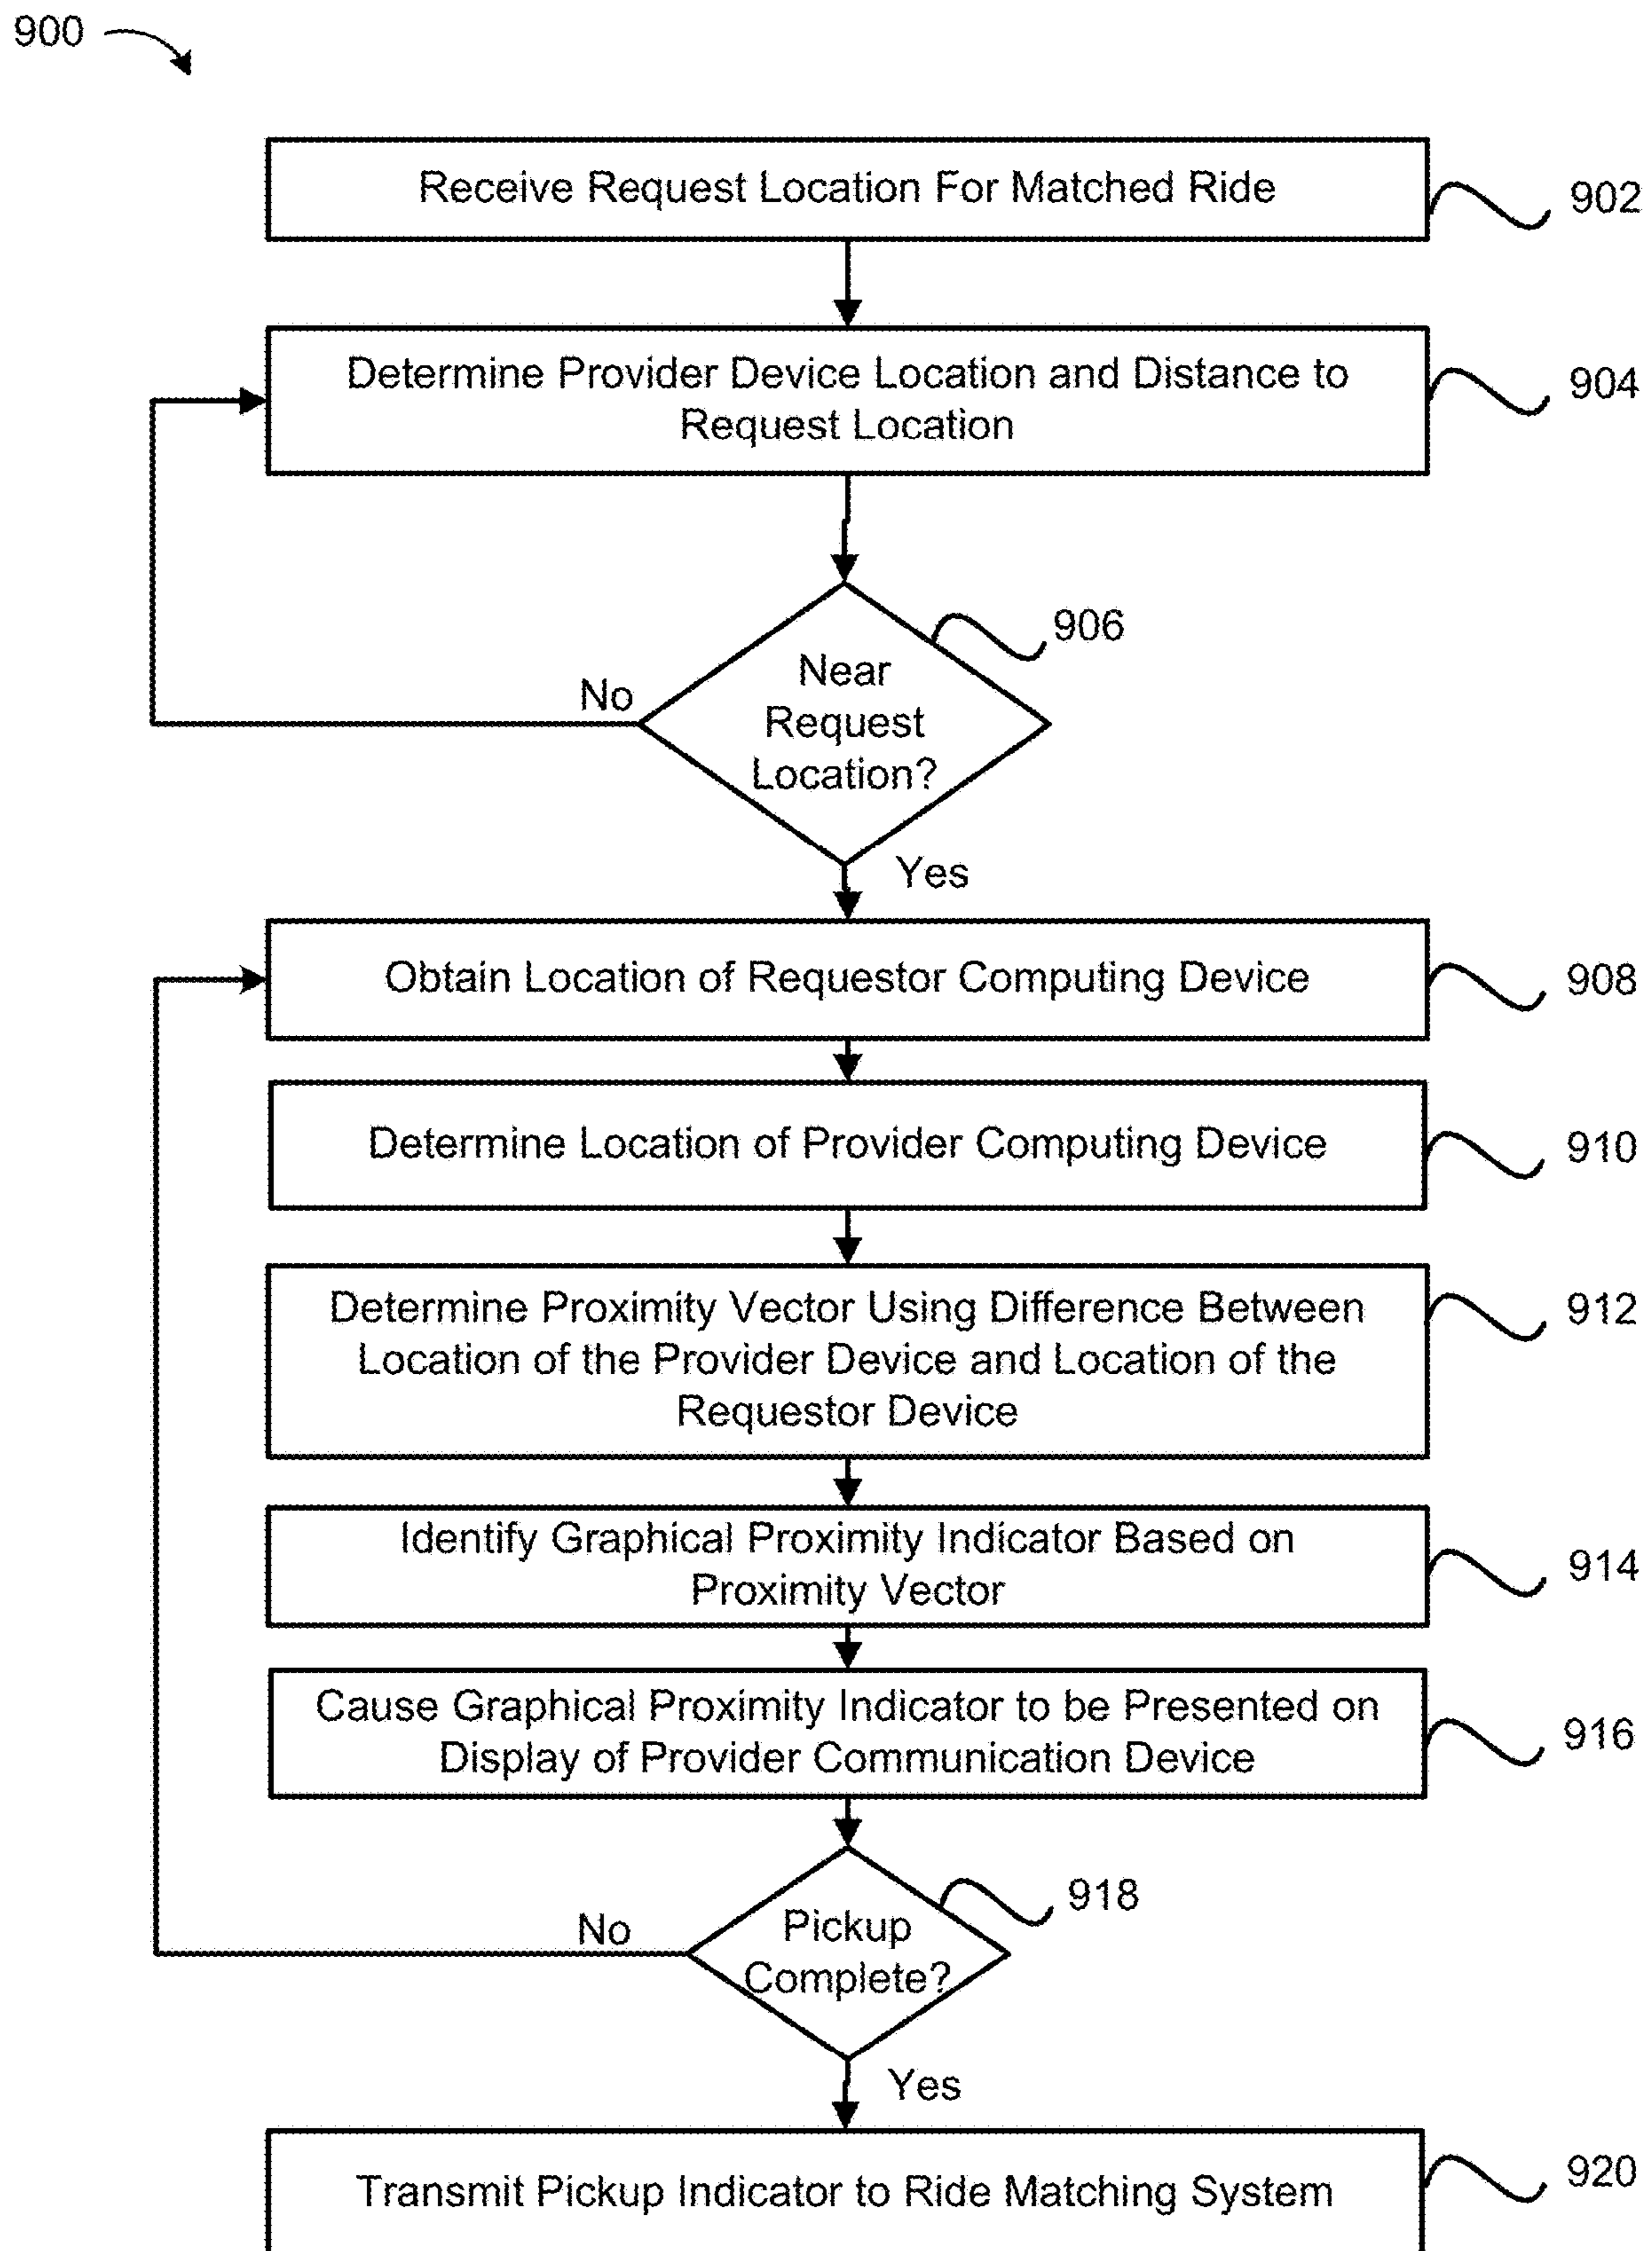 900
Receive Request Location For Matched Ride
902
Determine Provider Device Location and Distance to
Request Location
904
906
Near
Request
Location?
No
Yes
Obtain Location of Requestor Computing Device
908
Determine Location of Provider Computing Device
910
Determine Proximity Vector Using Difference Between
Location of the Provider Device and Location of the
Requestor Device
912
Identify Graphical Proximity Indicator Based on
Proximity Vector
914
Cause Graphical Proximity Indicator to be Presented on
Display of Provider Communication Device
916
918
Pickup
Complete?
No
Yes
Transmit Pickup Indicator to Ride Matching System
920